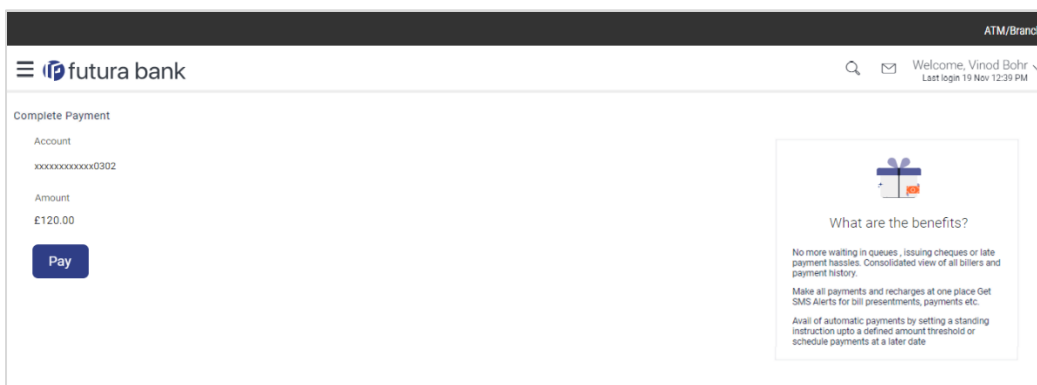 ATM/Branch
futura bank
Welcome, Vinod Bohr
Last login 19 Nov 12:39 PM
Complete Payment
Account
xxxxxxxxxxxx0302
Amount
£120.00
Pay
What are the benefits?
No more waiting in queues , issuing cheques or late
payment hassles. Consolidated view of all billers and
payment history.
Make all payments and recharges at one place Get
SMS Alerts for bill presentments, payments etc.
Avail of automatic payments by setting a standing
instruction upto a defined amount threshold or
schedule payments at a later date